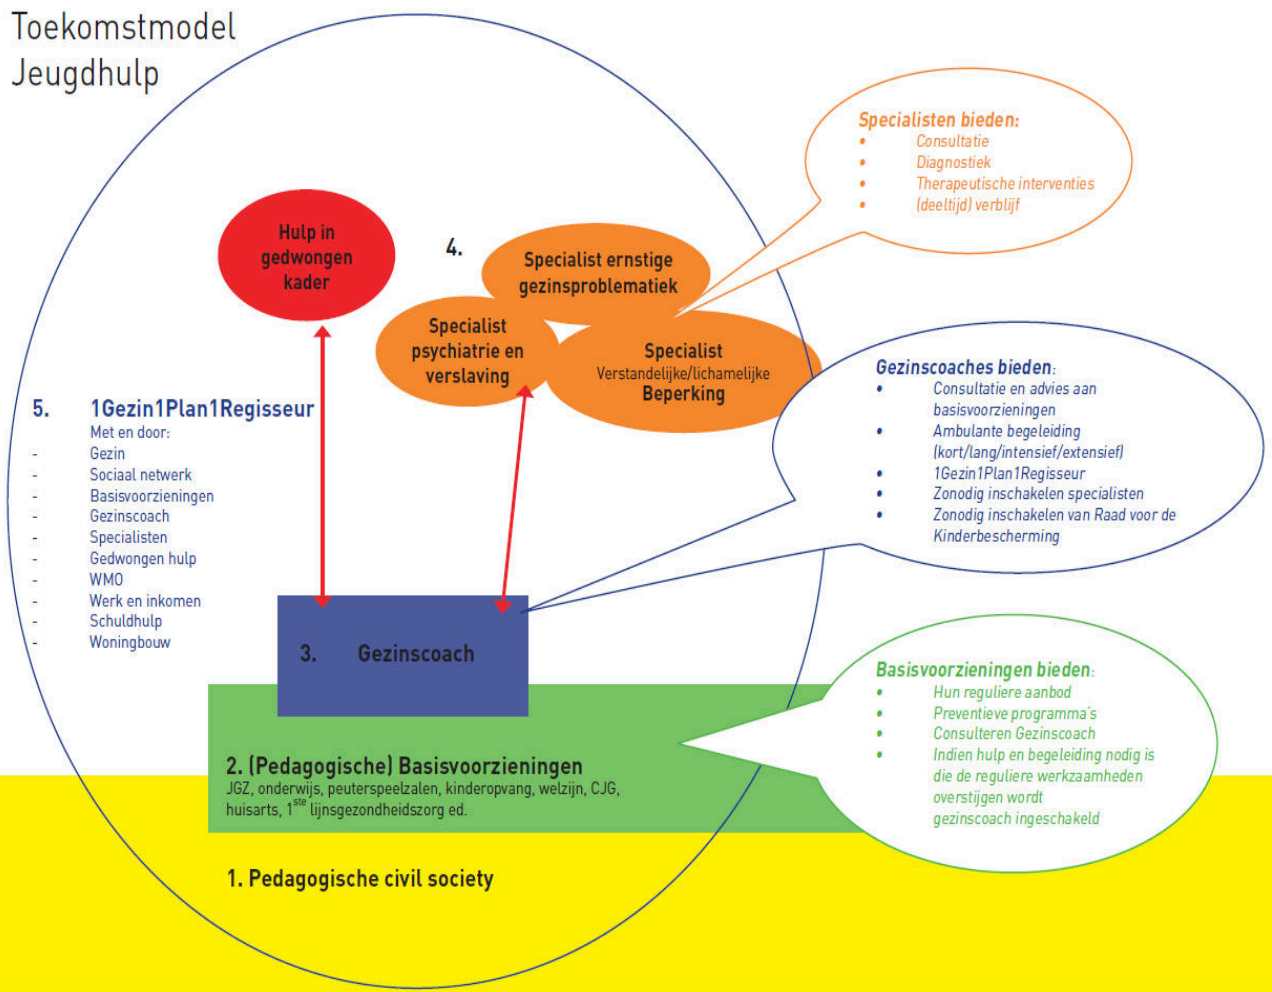 Toekomstmodel
Jeugdhulp
Specialisten bieden:
• Consultatie
• Diagnostiek
• Therapeutische interventies
• (deeltijd) verblijf
Hulp in
gedwongen
kader
4.
Specialist ernstige
gezinsproblematiek
Specialist
psychiatrie en
verslaving
Specialist
Verstandelijke/lichamelijke
Beperking
Gezinscoaches bieden:
• Consultatie en advies aan
basisvoorzieningen
• Ambulante begeleiding
(kort/lang/intensief/extensief)
• 1Gezin1Plan1Regisseur
• Zonodig inschakelen specialisten
• Zonodig inschakelen van Raad voor de
Kinderbescherming
5. 1Gezin1Plan1Regisseur
Met en door:
- Gezin
- Sociaal netwerk
- Basisvoorzieningen
- Gezinscoach
- Specialisten
- Gedwongen hulp
- WMO
- Werk en inkomen
- Schuldhulp
- Woningbouw
3. Gezinscoach
Basisvoorzieningen bieden:
• Hun reguliere aanbod
• Preventieve programma's
• Consulteren Gezinscoach
• Indien hulp en begeleiding nodig is
die de reguliere werkzaamheden
overstijgen wordt
gezinscoach ingeschakeld
2. (Pedagogische) Basisvoorzieningen
JGZ, onderwijs, peuterspeelzalen, kinderopvang, welzijn, CJG,
huisarts, 1ste lijnsgezondheidszorg ed.
1. Pedagogische civil society